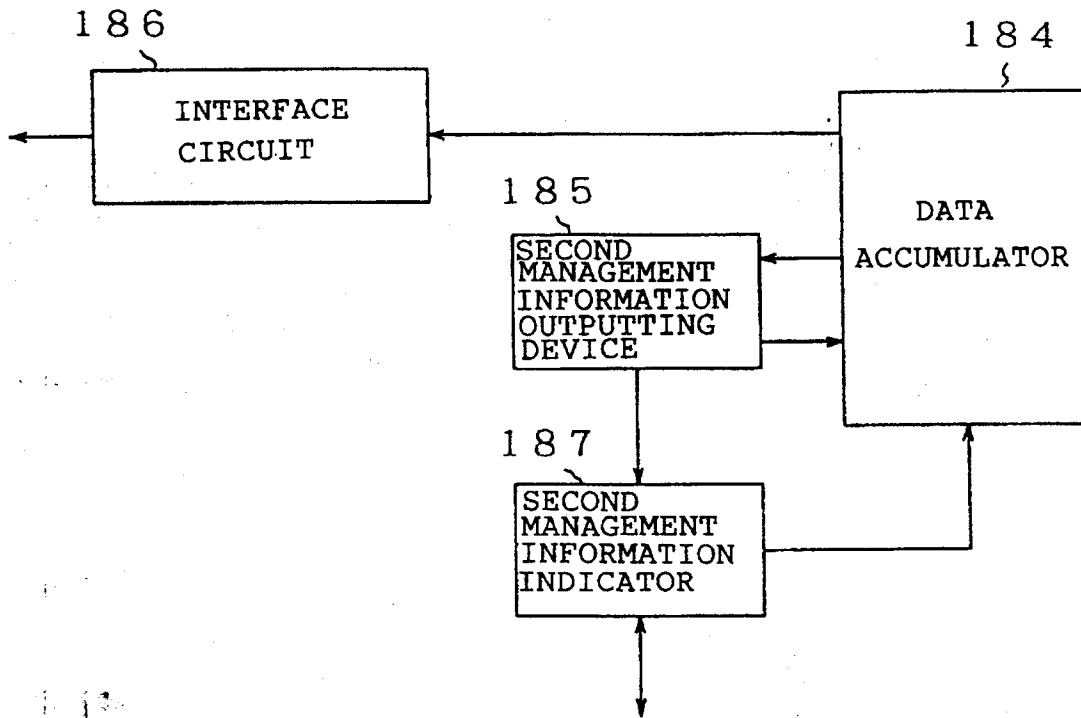 186
184
INTERFACE
CIRCUIT
185
DATA
ACCUMULATOR
SECOND
MANAGEMENT
INFORMATION
OUTPUTTING
DEVICE
187
SECOND
MANAGEMENT
INFORMATION
INDICATOR